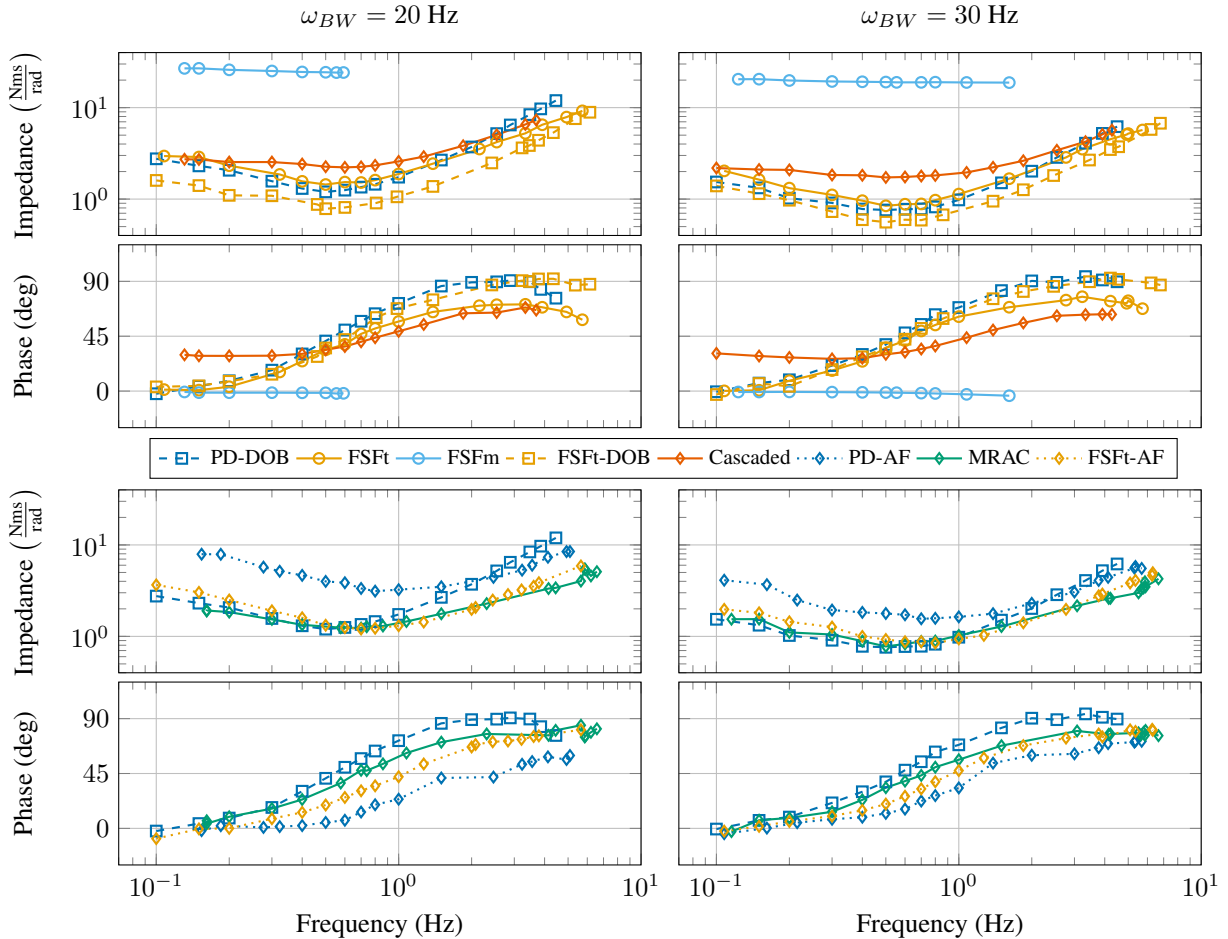 ω_BW = 20 Hz
ω_BW = 30 Hz
Impedance (Nms/rad)
10^1
10^0
Phase (deg)
90
45
0
PD-DOB FSFt FSFm FSFt-DOB Cascaded PD-AF MRAC FSFt-AF
Impedance (Nms/rad)
10^1
10^0
Phase (deg)
90
45
0
10^−1 10^0 10^1
10^−1 10^0 10^1
Frequency (Hz)
Frequency (Hz)